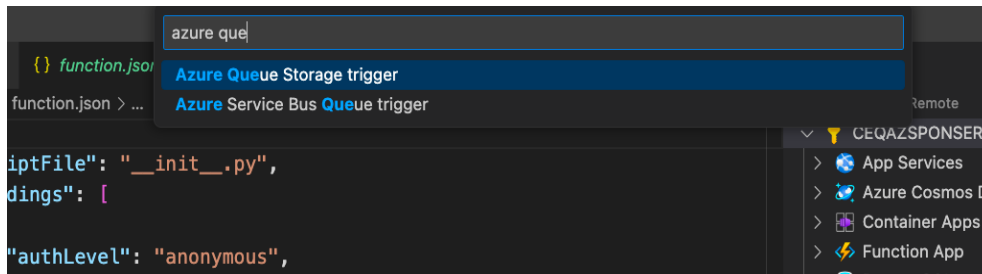 azure que
{} function.json
Azure Queue Storage trigger
function.json > ...
Azure Service Bus Queue trigger
Remote
CEQAZSPONSER
iptFile": "__init__.py",
App Services
dings": [
Azure Cosmos D
Container Apps
"authLevel": "anonymous",
Function App